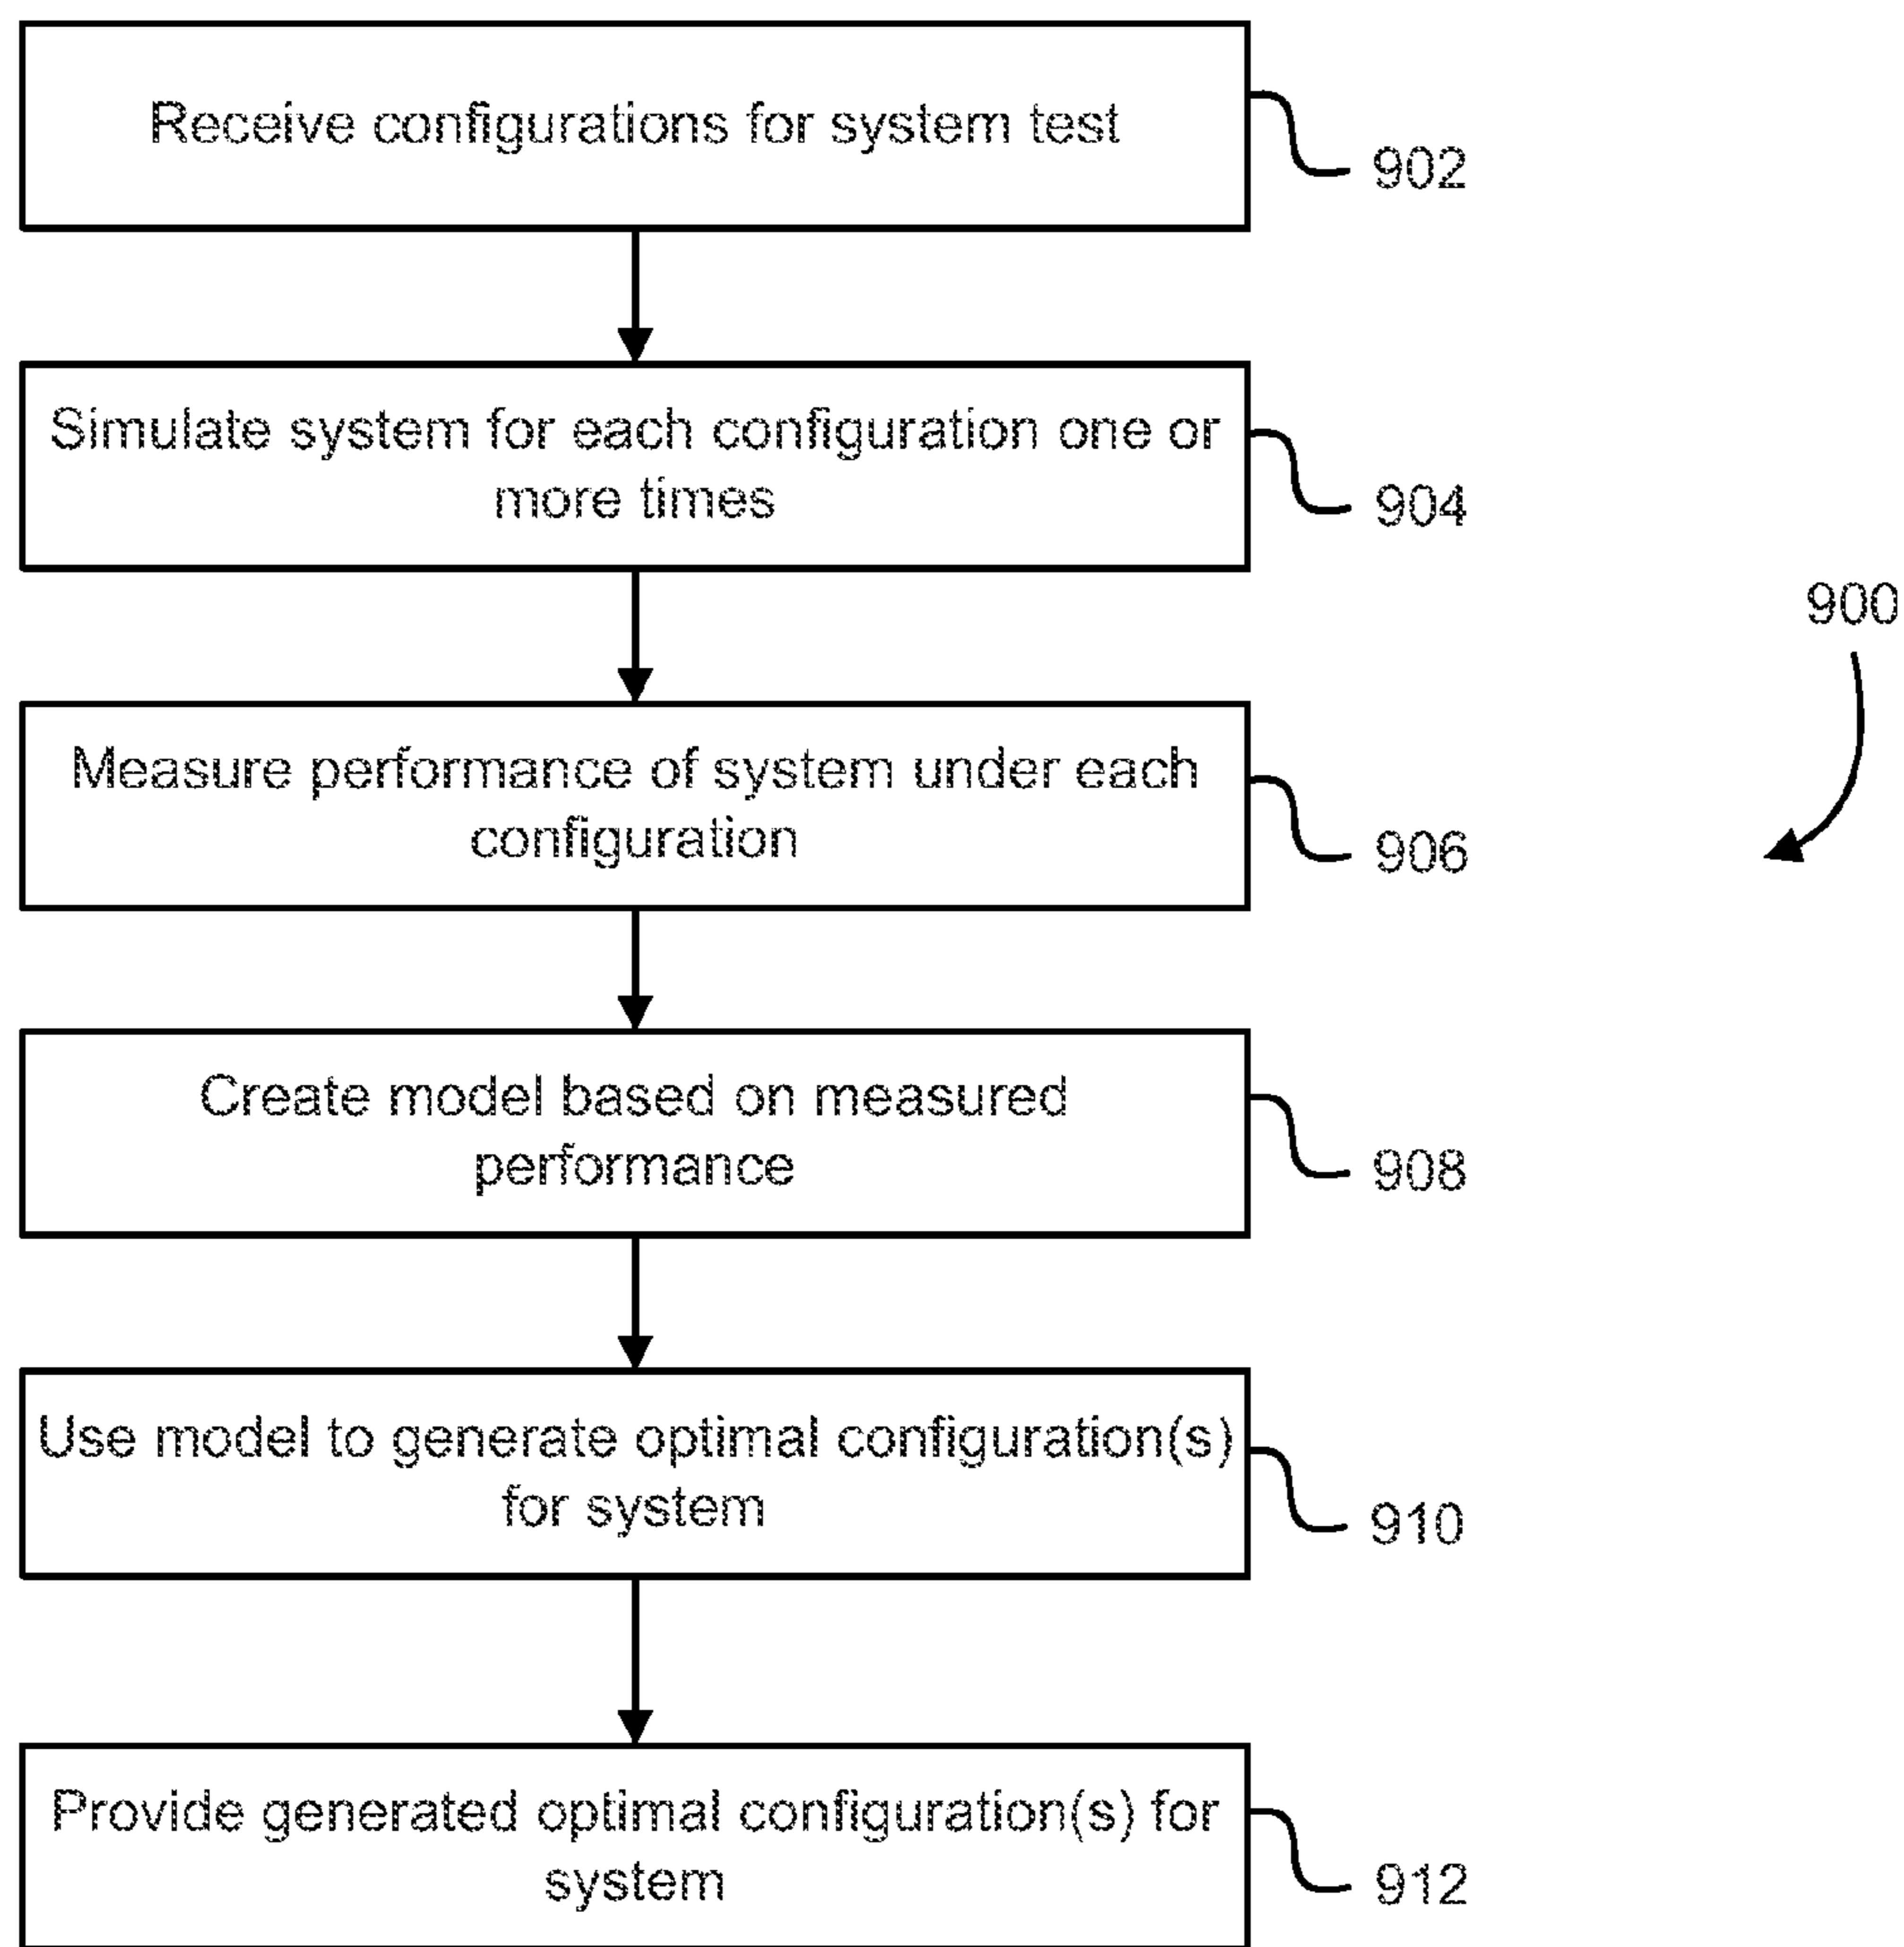 Receive configurations for system test
902
Simulate system for each configuration one or
more times
904
900
Measure performance of system under each
configuration
906
Create model based on measured
performance
908
Use model to generate optimal configuration(s)
for system
910
Provide generated optimal configuration(s) for
system
912